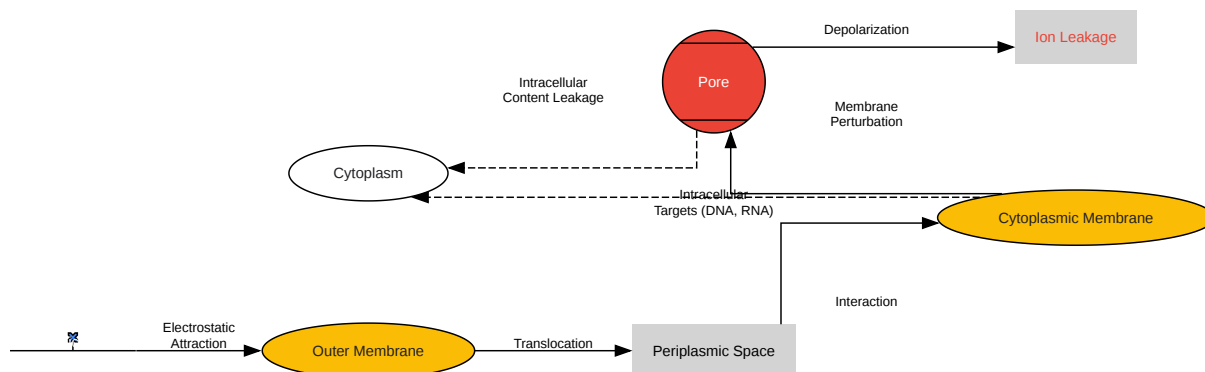 Depolarization
Ion Leakage
Pore
Intracellular
Content Leakage
Membrane
Perturbation
Cytoplasm
Intracellular
Targets (DNA, RNA)
Cytoplasmic Membrane
Interaction
Electrostatic
Attraction
Outer Membrane
Translocation
Periplasmic Space